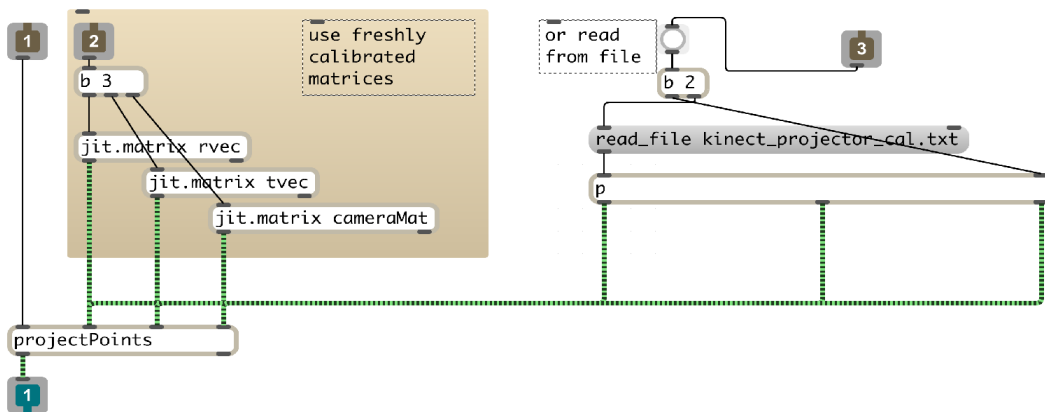 1
2
use freshly
calibrated
matrices
or read
from file
3
b 3
b 2
jit.matrix rvec
read_file kinect_projector_cal.txt
jit.matrix tvec
p
jit.matrix cameraMat
projectPoints
1